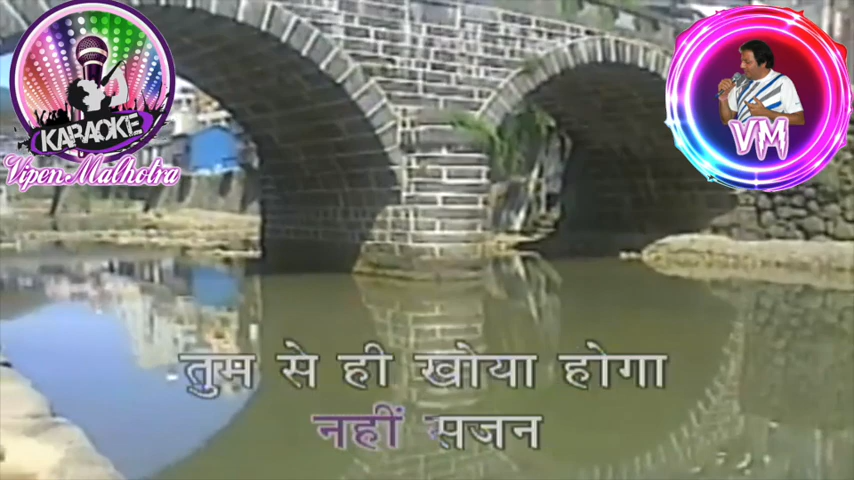 KARAOKE
Vipen Malhotra
VM
तुम से ही खोया होगा
नहीं सजन